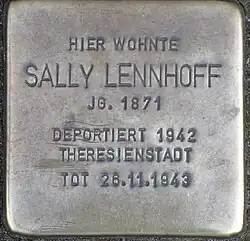 HIER WOHNTE
SALLY LENNHOFF
JG. 1871
DEPORTIERT 1942
THERESIENSTADT
TOT 26.11.1943